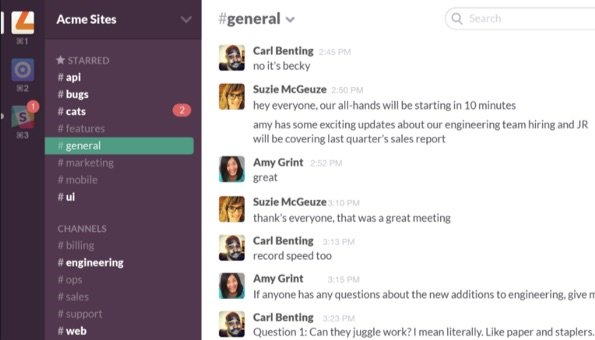 Acme Sites
⌘1
⌘2
1
⌘3
STARRED
# api
# bugs
# cats 2
# features
# general
# marketing
# mobile
# ui
CHANNELS
# billing
# engineering
# ops
# sales
# support
# web
#general
Search
Carl Benting 2:45 PM
no it's becky
Suzie McGeuze 2:50 PM
hey everyone, our all-hands will be starting in 10 minutes
amy has some exciting updates about our engineering team hiring and JR
will be covering last quarter's sales report
Amy Grint 2:52 PM
great
Suzie McGeuze 3:10 PM
thank's everyone, that was a great meeting
Carl Benting 3:13 PM
record speed too
Amy Grint 3:15 PM
If anyone has any questions about the new additions to engineering, give m
Carl Benting 3:23 PM
Question 1: Can they juggle work? I mean literally. Like paper and staplers.